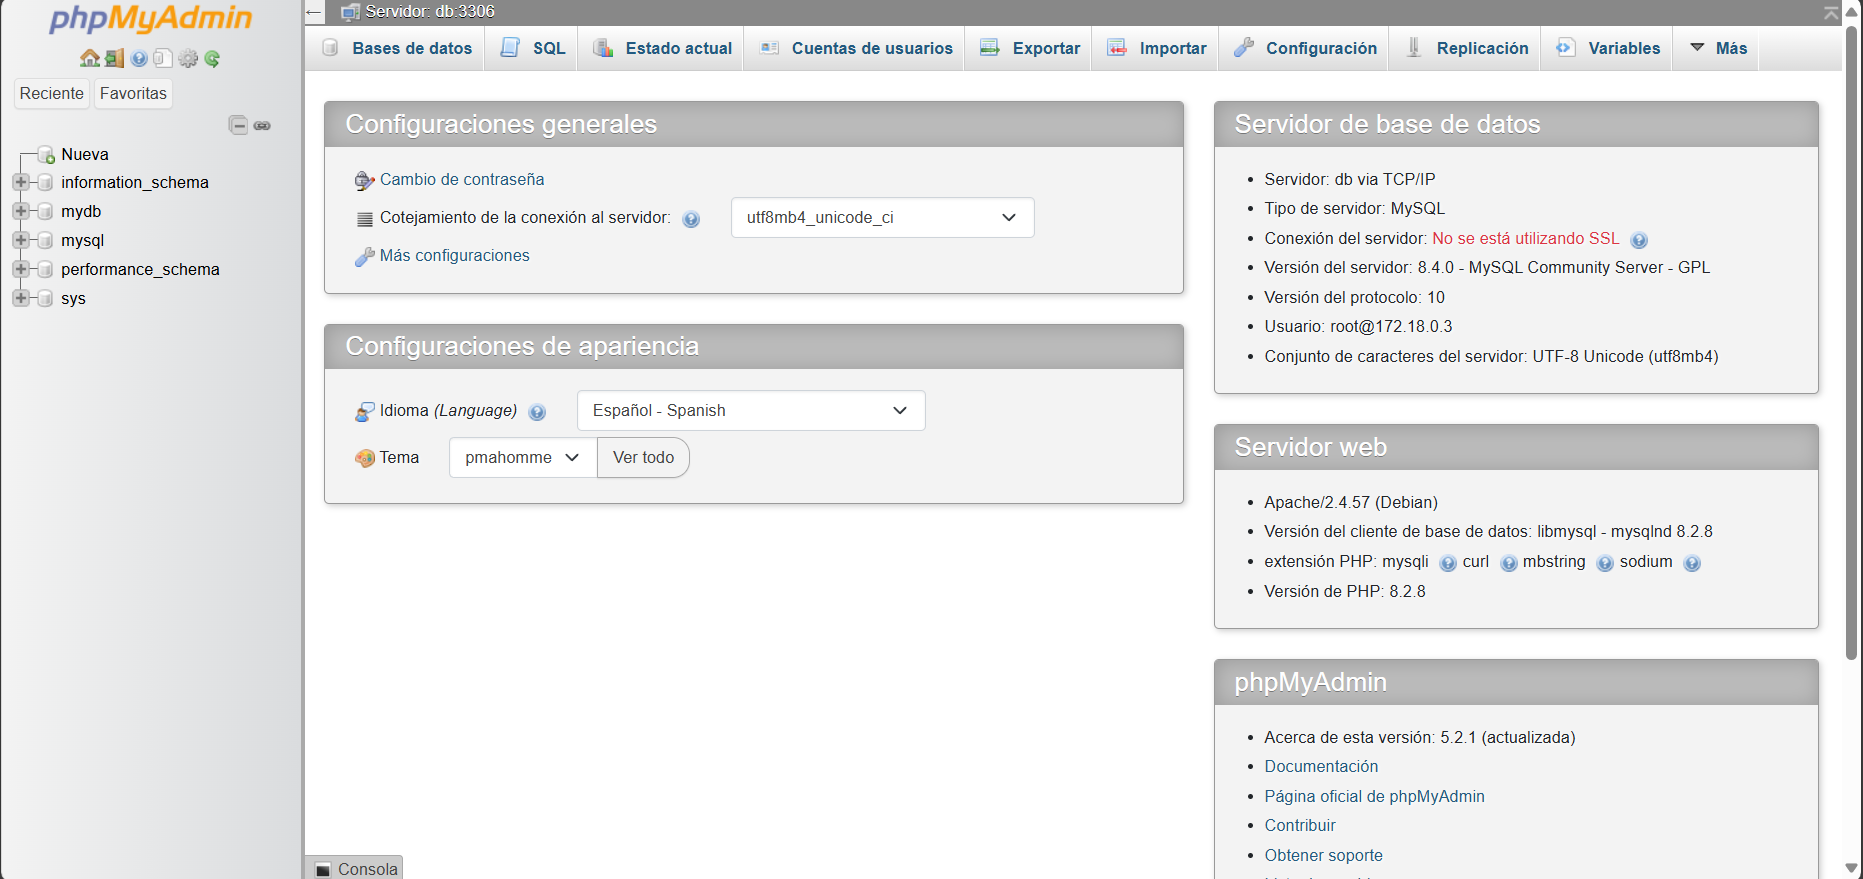 phpMyAdmin
Reciente Favoritas
Nueva
information_schema
mydb
mysql
performance_schema
sys
Servidor: db:3306
Bases de datos SQL Estado actual Cuentas de usuarios Exportar Importar Configuración Replicación Variables Más
Configuraciones generales
Cambio de contraseña
Cotejamiento de la conexión al servidor: utf8mb4_unicode_ci
Más configuraciones
Configuraciones de apariencia
Idioma (Language) Español - Spanish
Tema pmahomme Ver todo
Servidor de base de datos
Servidor: db via TCP/IP
Tipo de servidor: MySQL
Conexión del servidor: No se está utilizando SSL
Versión del servidor: 8.4.0 - MySQL Community Server - GPL
Versión del protocolo: 10
Usuario: root@172.18.0.3
Conjunto de caracteres del servidor: UTF-8 Unicode (utf8mb4)
Servidor web
Apache/2.4.57 (Debian)
Versión del cliente de base de datos: libmysql - mysqlnd 8.2.8
extensión PHP: mysqli curl mbstring sodium
Versión de PHP: 8.2.8
phpMyAdmin
Acerca de esta versión: 5.2.1 (actualizada)
Documentación
Página oficial de phpMyAdmin
Contribuir
Obtener soporte
Consola